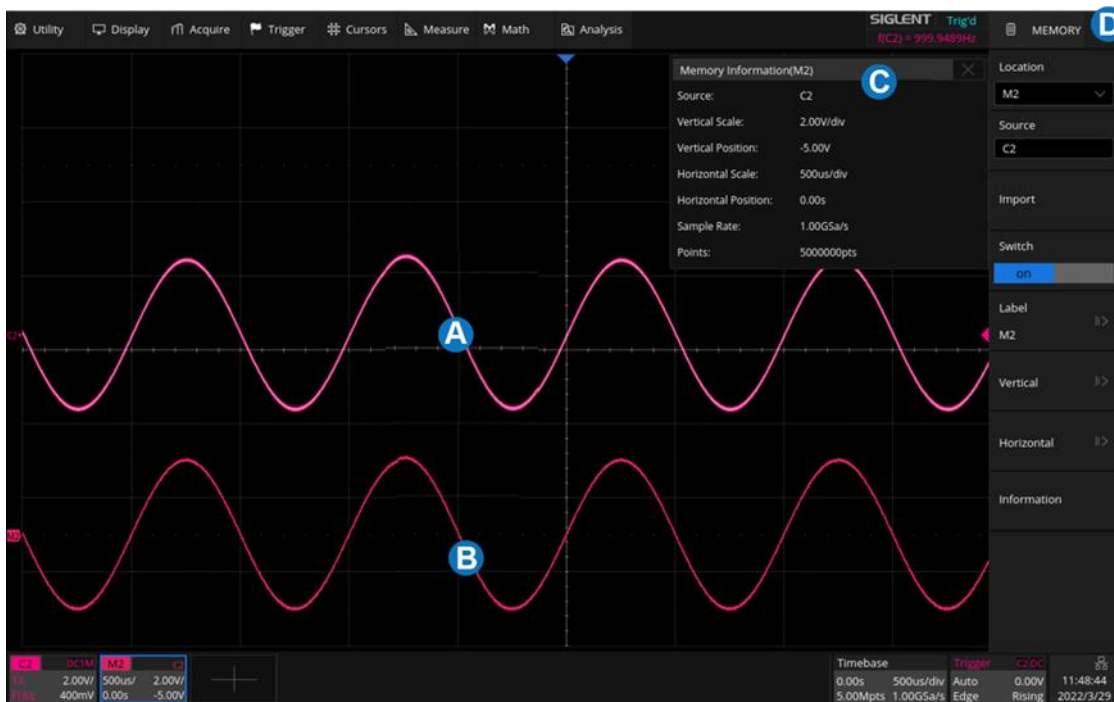 Utility Display Acquire Trigger Cursors Measure Math Analysis
SIGLENT Trig'd
f(C2) = 999.9489Hz
MEMORY
D
Memory Information(M2)
C
Source: C2
Vertical Scale: 2.00V/div
Vertical Position: -5.00V
Horizontal Scale: 500us/div
Horizontal Position: 0.00s
Sample Rate: 1.00GSa/s
Points: 5000000pts
Location
M2
Source
C2
Import
Switch
on
Label
M2
Vertical
Horizontal
Information
C2
A
M2
B
C2 DC1M
1X 2.00V/
FULL 400mV
M2 C2
500us/ 2.00V/
0.00s -5.00V
Timebase
0.00s 500us/div
5.00Mpts 1.00GSa/s
Trigger C2 DC
Auto 0.00V
Edge Rising
11:48:44
2022/3/29